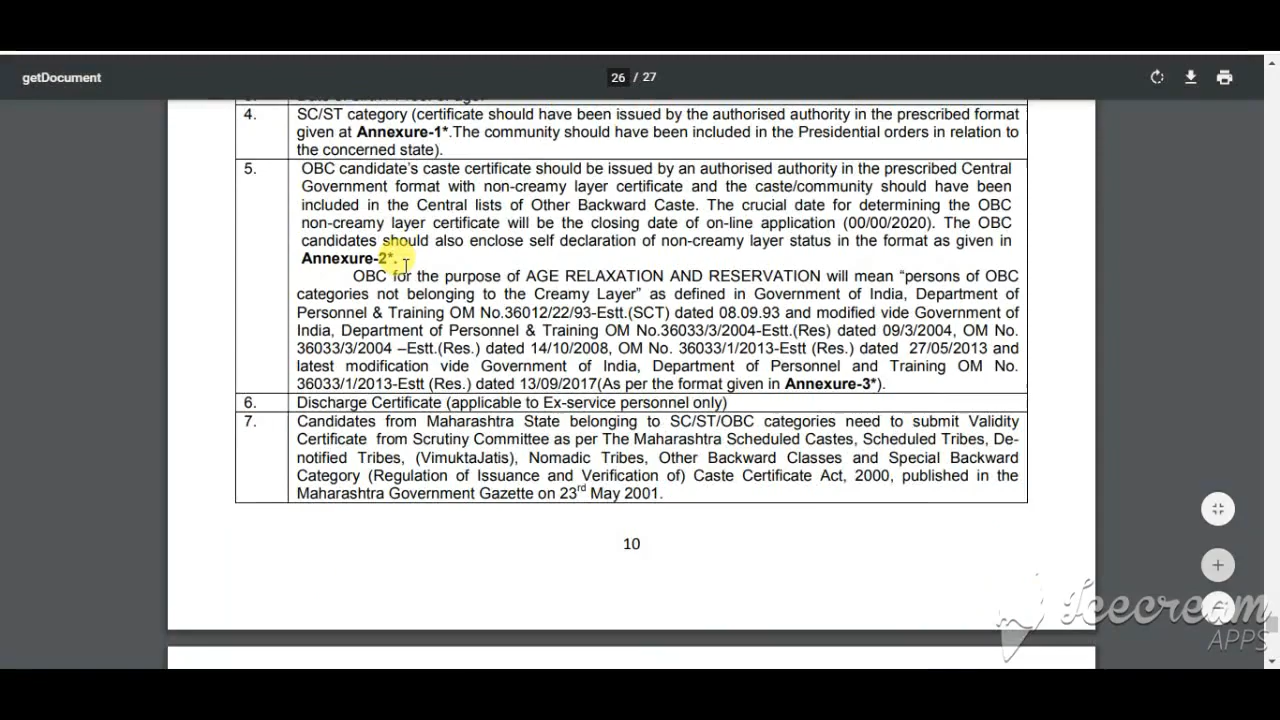 getDocument
26 / 27
4. SC/ST category (certificate should have been issued by the authorised authority in the prescribed format
given at Annexure-1*.The community should have been included in the Presidential orders in relation to
the concerned state).
5. OBC candidate's caste certificate should be issued by an authorised authority in the prescribed Central
Government format with non-creamy layer certificate and the caste/community should have been
included in the Central lists of Other Backward Caste. The crucial date for determining the OBC
non-creamy layer certificate will be the closing date of on-line application (00/00/2020). The OBC
candidates should also enclose self declaration of non-creamy layer status in the format as given in
Annexure-2*.
OBC for the purpose of AGE RELAXATION AND RESERVATION will mean “persons of OBC
categories not belonging to the Creamy Layer” as defined in Government of India, Department of
Personnel & Training OM No.36012/22/93-Estt.(SCT) dated 08.09.93 and modified vide Government of
India, Department of Personnel & Training OM No.36033/3/2004-Estt.(Res) dated 09/3/2004, OM No.
36033/3/2004 –Estt.(Res.) dated 14/10/2008, OM No. 36033/1/2013-Estt (Res.) dated 27/05/2013 and
latest modification vide Government of India, Department of Personnel and Training OM No.
36033/1/2013-Estt (Res.) dated 13/09/2017(As per the format given in Annexure-3*).
6. Discharge Certificate (applicable to Ex-service personnel only)
7. Candidates from Maharashtra State belonging to SC/ST/OBC categories need to submit Validity
Certificate from Scrutiny Committee as per The Maharashtra Scheduled Castes, Scheduled Tribes, De-
notified Tribes, (VimuktaJatis), Nomadic Tribes, Other Backward Classes and Special Backward
Category (Regulation of Issuance and Verification of) Caste Certificate Act, 2000, published in the
Maharashtra Government Gazette on 23rd May 2001.
10
Icecream
APPS